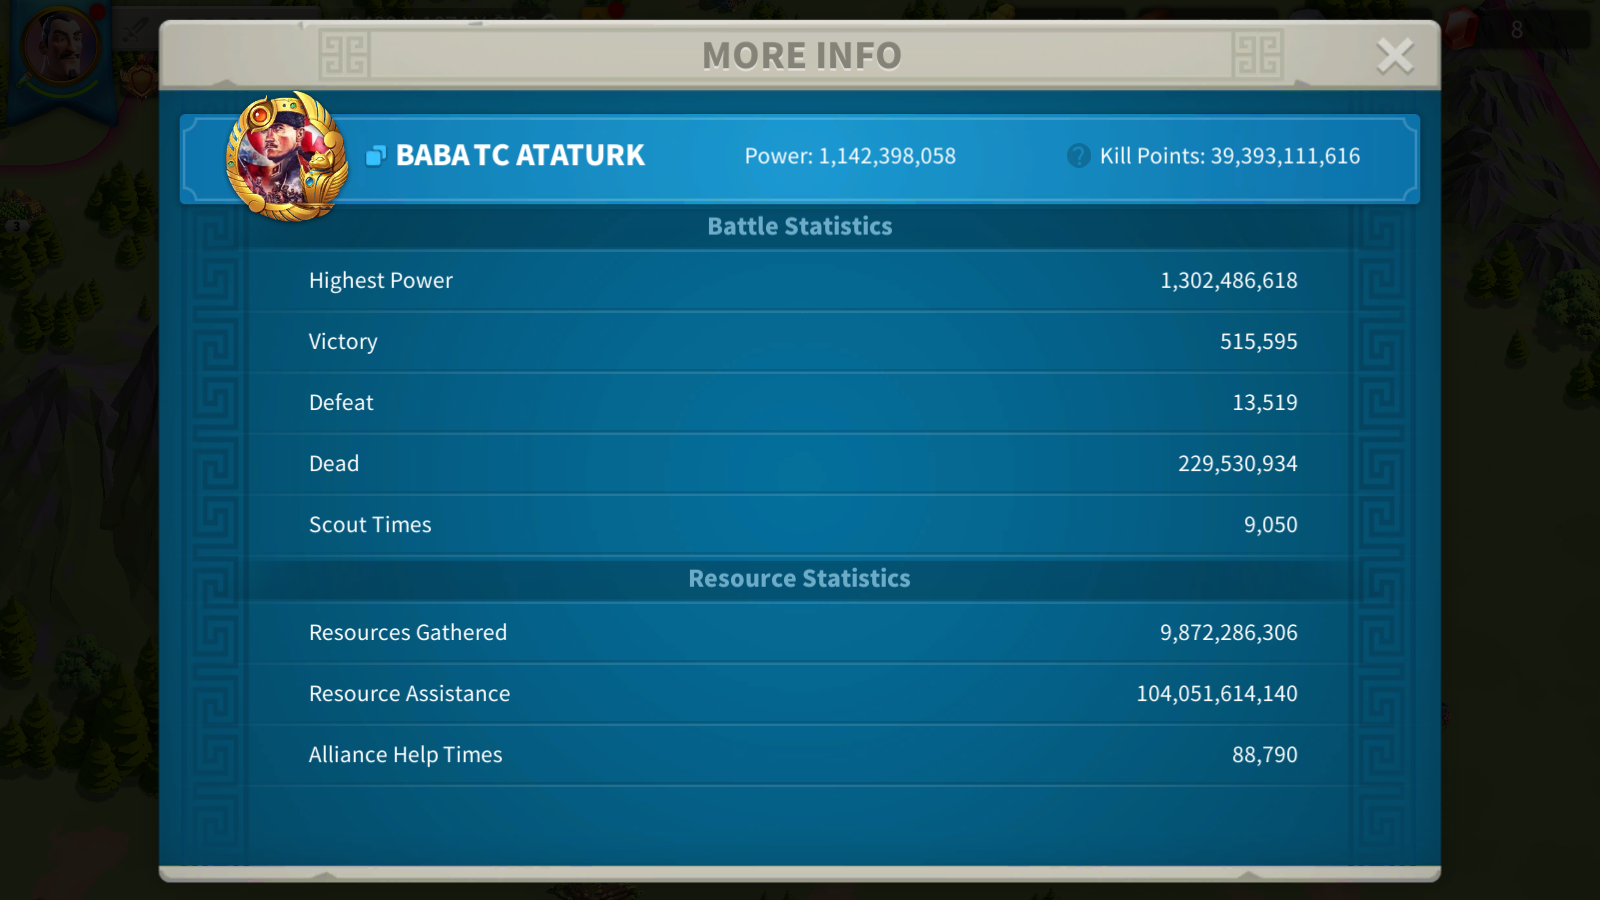 MORE INFO
8
BABA TC ATATURK
Power: 1,142,398,058
? Kill Points: 39,393,111,616
Battle Statistics
Highest Power 1,302,486,618
Victory 515,595
Defeat 13,519
Dead 229,530,934
3
Scout Times 9,050
Resource Statistics
Resources Gathered 9,872,286,306
Resource Assistance 104,051,614,140
Alliance Help Times 88,790